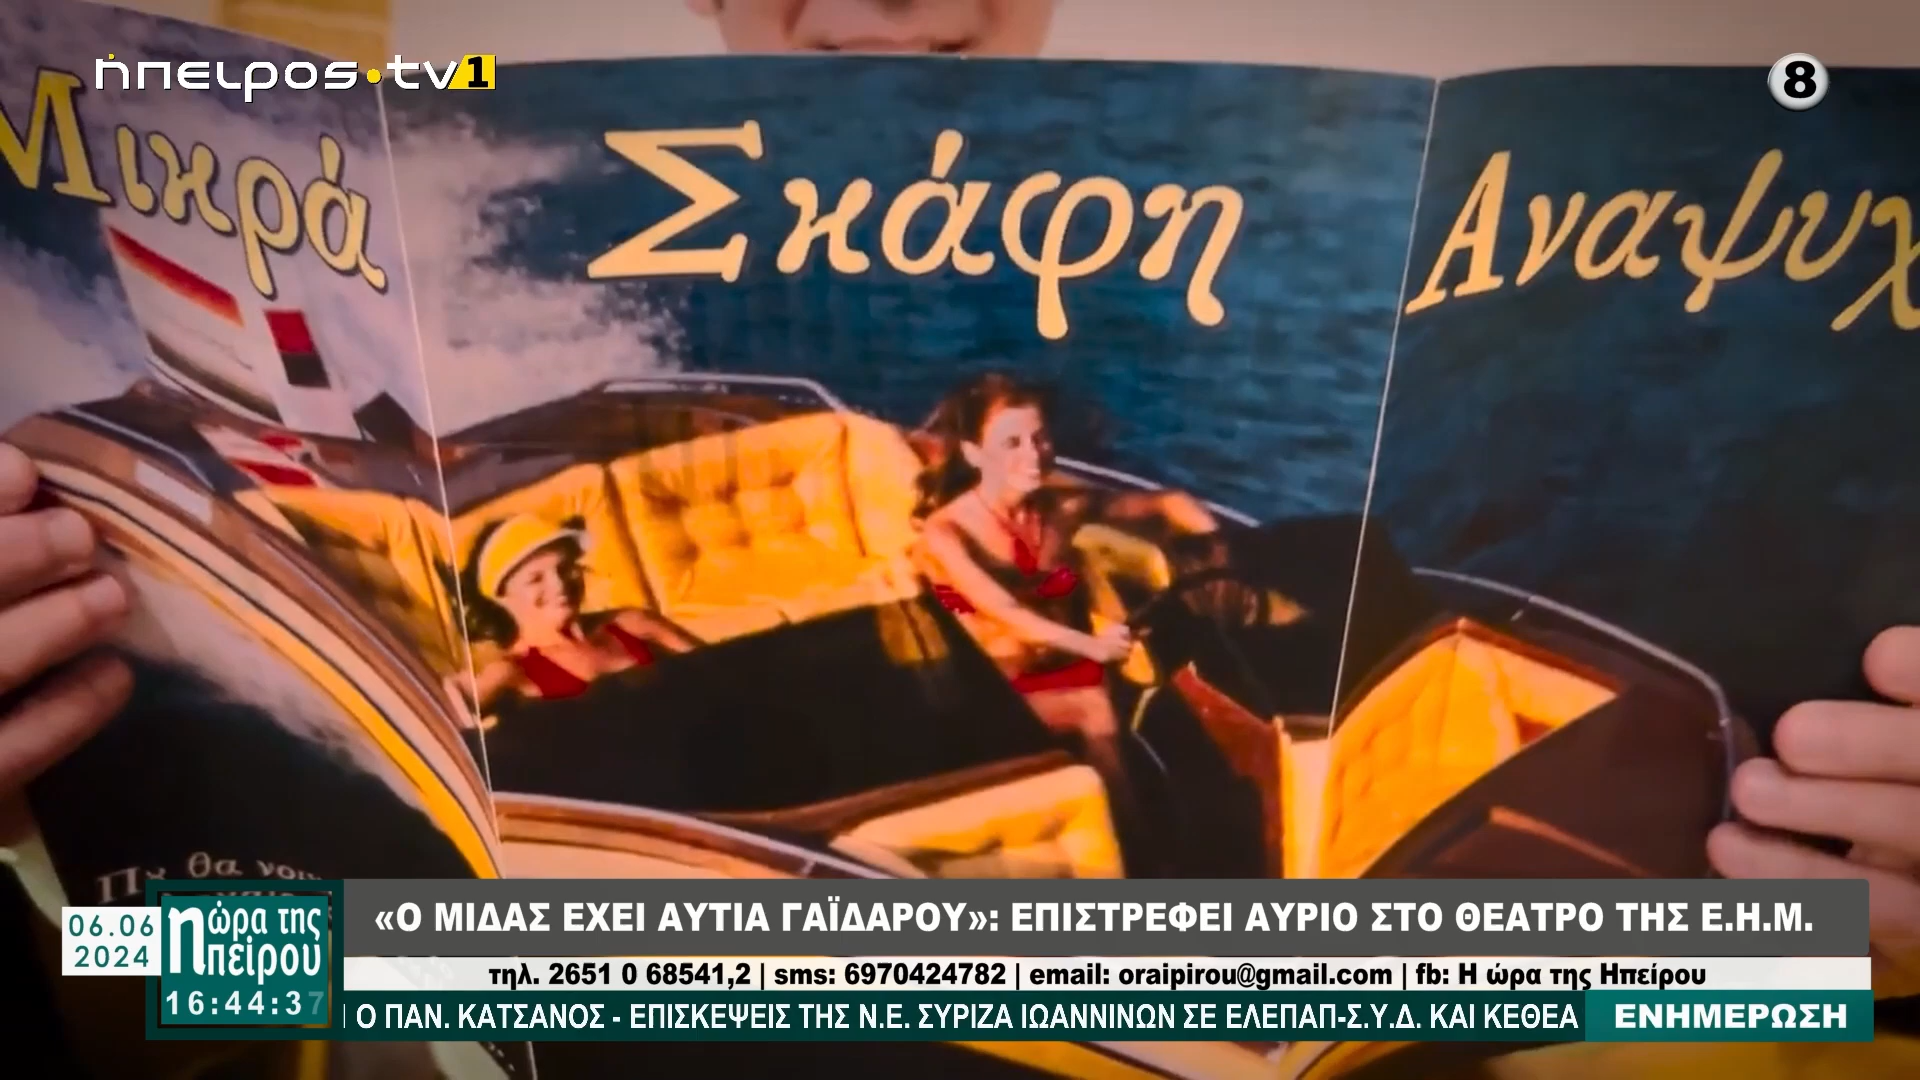 ήπειρος.tv1
8
Μικρά Σκάφη
06.06
2024
η ώρα της
ηπείρου
16:44:37
«Ο ΜΙΔΑΣ ΕΧΕΙ ΑΥΤΙΑ ΓΑΪΔΑΡΟΥ»: ΕΠΙΣΤΡΕΦΕΙ ΑΥΡΙΟ ΣΤΟ ΘΕΑΤΡΟ ΤΗΣ Ε.Η.Μ.
τηλ. 2651 0 68541,2 | sms: 6970424782 | email: oraipirou@gmail.com | fb: Η ώρα της Ηπείρου
Ο ΠΑΝ. ΚΑΤΣΑΝΟΣ - ΕΠΙΣΚΕΨΕΙΣ ΤΗΣ Ν.Ε. ΣΥΡΙΖΑ ΙΩΑΝΝΙΝΩΝ ΣΕ ΕΛΕΠΑΠ-Σ.Υ.Δ. ΚΑΙ ΚΕΘΕΑ
ΕΝΗΜΕΡΩΣΗ